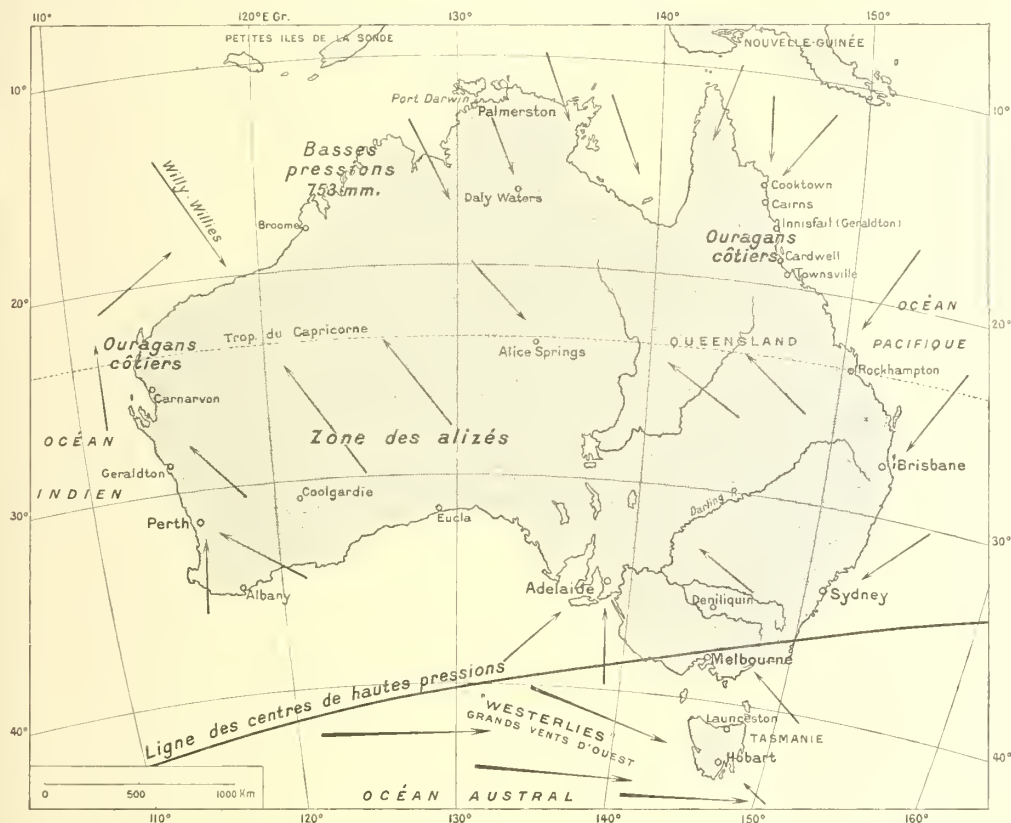 110°
120°E Gr.
130°
140°
150°
PETITES ILES DE LA SONDE
NOUVELLE-GUINÉE
10°
10°
Port Darwin
Palmerston
Basses
pressions
753 mm.
Willy-Willies
Daly Waters
Broome
Cooktown
Cairns
Innisfail (Geraldton)
Ouragans
côtiers
Cardwell
Townsville
20°
OCÉAN
20°
PACIFIQUE
Trop. du Capricorne
Ouragans
côtiers
Alice Springs
QUEENSLAND
Rockhampton
Carnarvon
OCÉAN
Zone des alizés
Geraldton
Brisbane
INDIEN
Coolgardie
Darling
30°
Perth
Eucla
30°
Albany
Adelaide
Deniliquin
Sydney
Melbourne
Ligne des centres de hautes pressions
"WESTERLIES"
GRANDS VENTS D'OUEST
Launceston
TASMANIE
40°
Hobart
40°
0
500
1000 Km
OCÉAN AUSTRAL
110°
120°
130°
140°
150°
160°